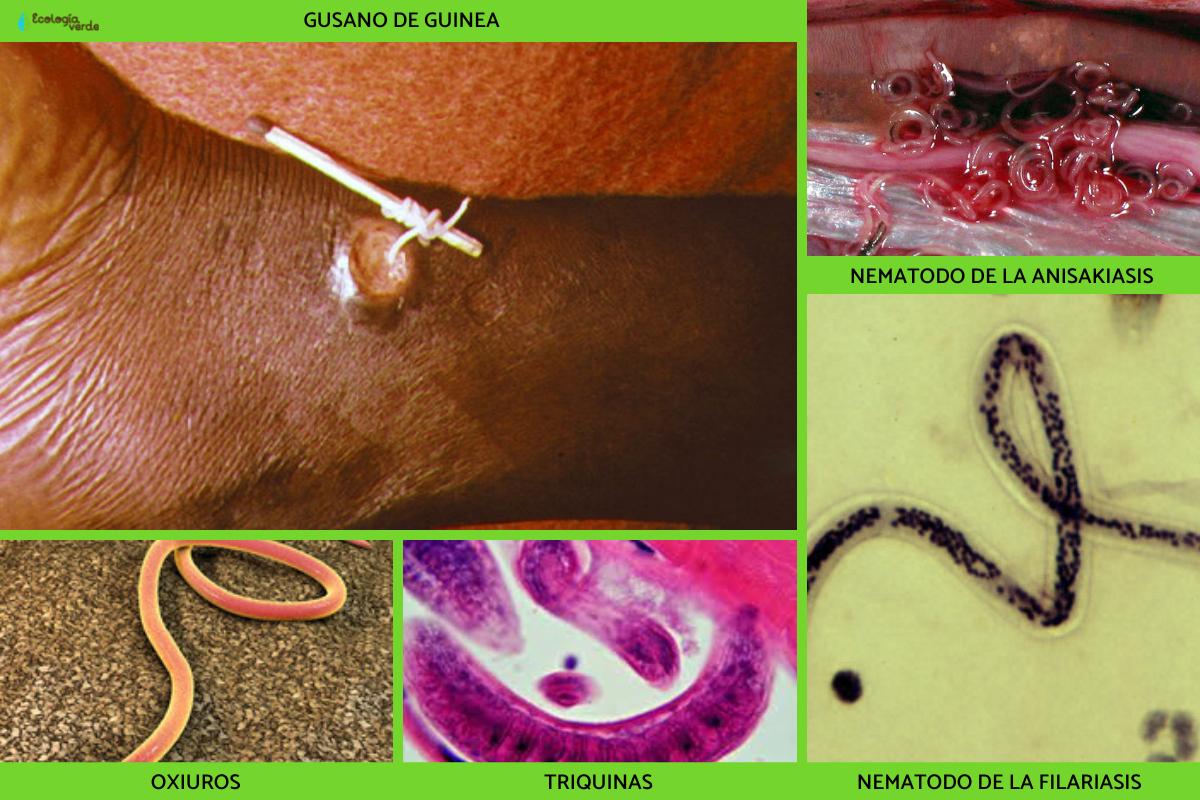 Ecología
verde
GUSANO DE GUINEA
NEMATODO DE LA ANISAKIASIS
OXIUROS
TRIQUINAS
NEMATODO DE LA FILARIASIS